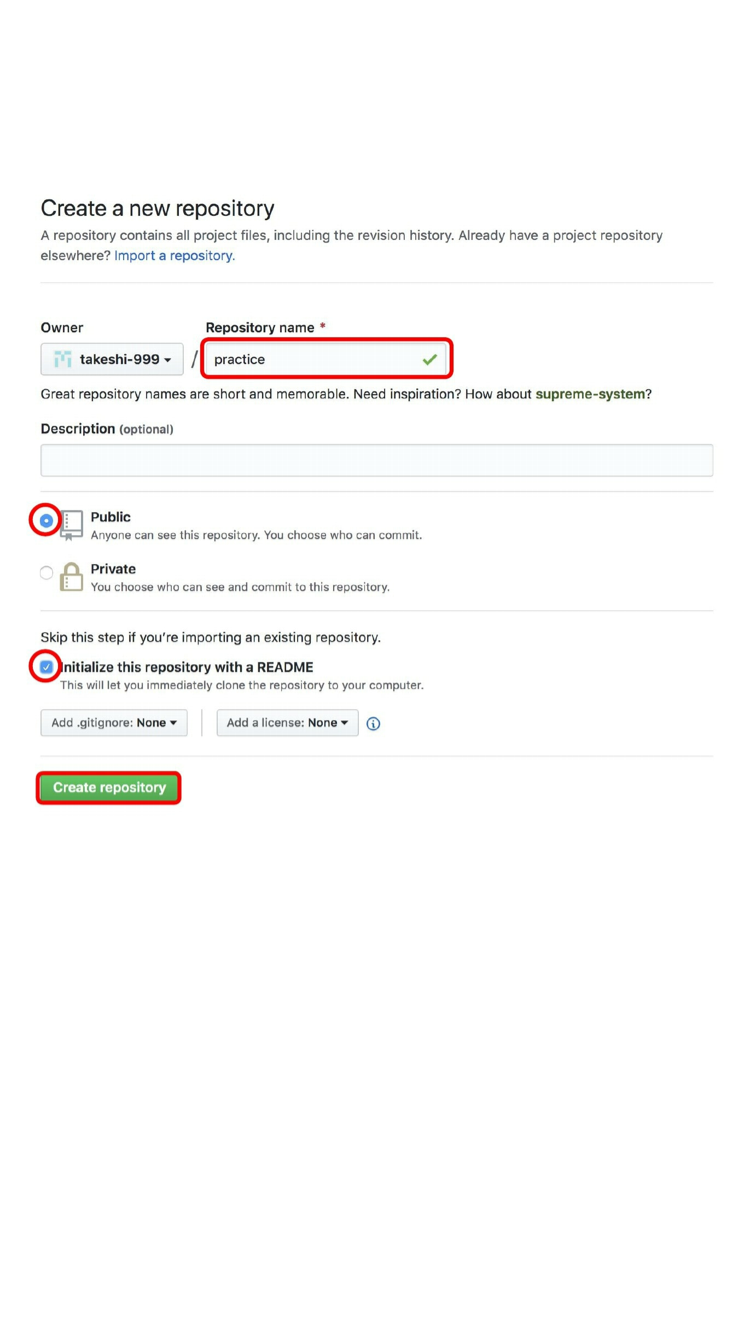 Create a new repository
A repository contains all project files, including the revision history. Already have a project repository
elsewhere? Import a repository.
Owner
Repository name *
takeshi-999 / practice
Great repository names are short and memorable. Need inspiration? How about supreme-system?
Description (optional)
Public
Anyone can see this repository. You choose who can commit.
Private
You choose who can see and commit to this repository.
Skip this step if you’re importing an existing repository.
Initialize this repository with a README
This will let you immediately clone the repository to your computer.
Add .gitignore: None
Add a license: None
Create repository